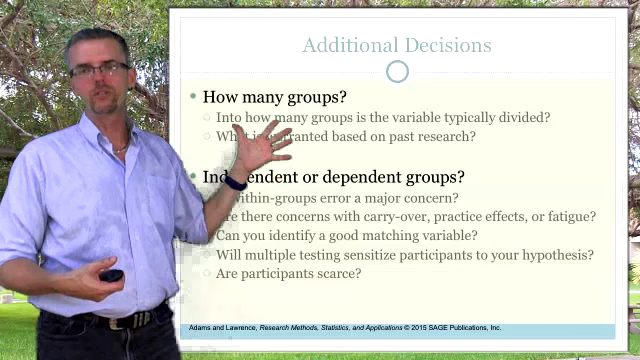 Additional Decisions
How many groups?
Into how many groups is the variable typically divided?
What is warranted based on past research?
Independent or dependent groups?
within-groups error a major concern?
there concerns with carry-over, practice effects, or fatigue?
Can you identify a good matching variable?
Will multiple testing sensitize participants to your hypothesis?
Are participants scarce?
Adams and Lawrence, Research Methods, Statistics, and Applications © 2015 SAGE Publications, Inc.